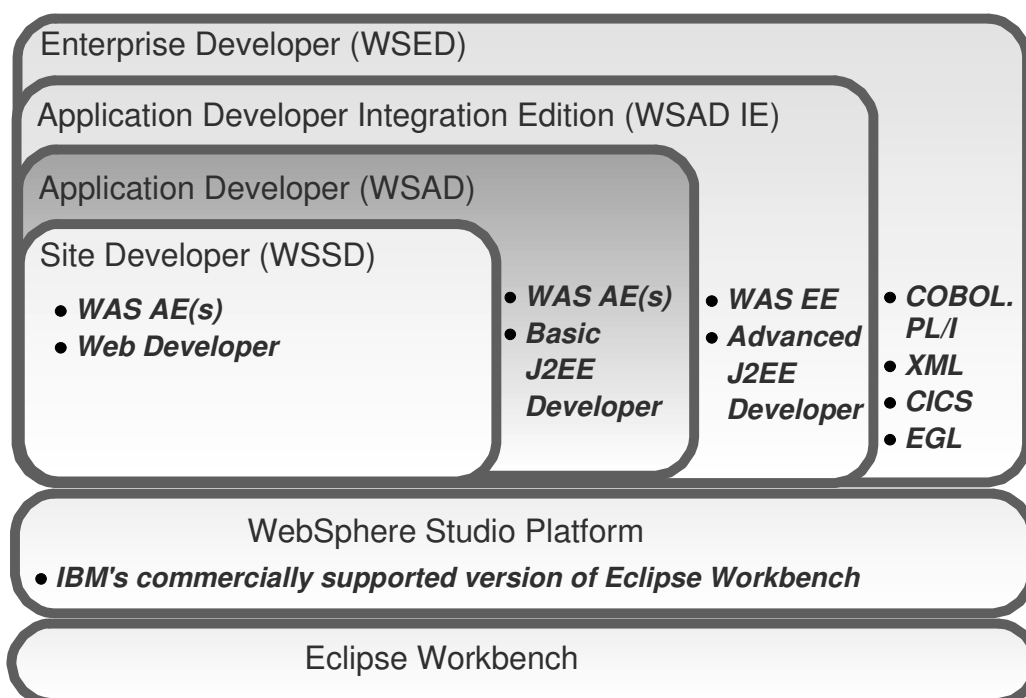 Enterprise Developer (WSED)
Application Developer Integration Edition (WSAD IE)
Application Developer (WSAD)
Site Developer (WSSD)
• WAS AE(s)
• Web Developer
• WAS AE(s)
• Basic
J2EE
Developer
• WAS EE
• Advanced
J2EE
Developer
• COBOL.
PL/I
• XML
• CICS
• EGL
WebSphere Studio Platform
• IBM's commercially supported version of Eclipse Workbench
Eclipse Workbench